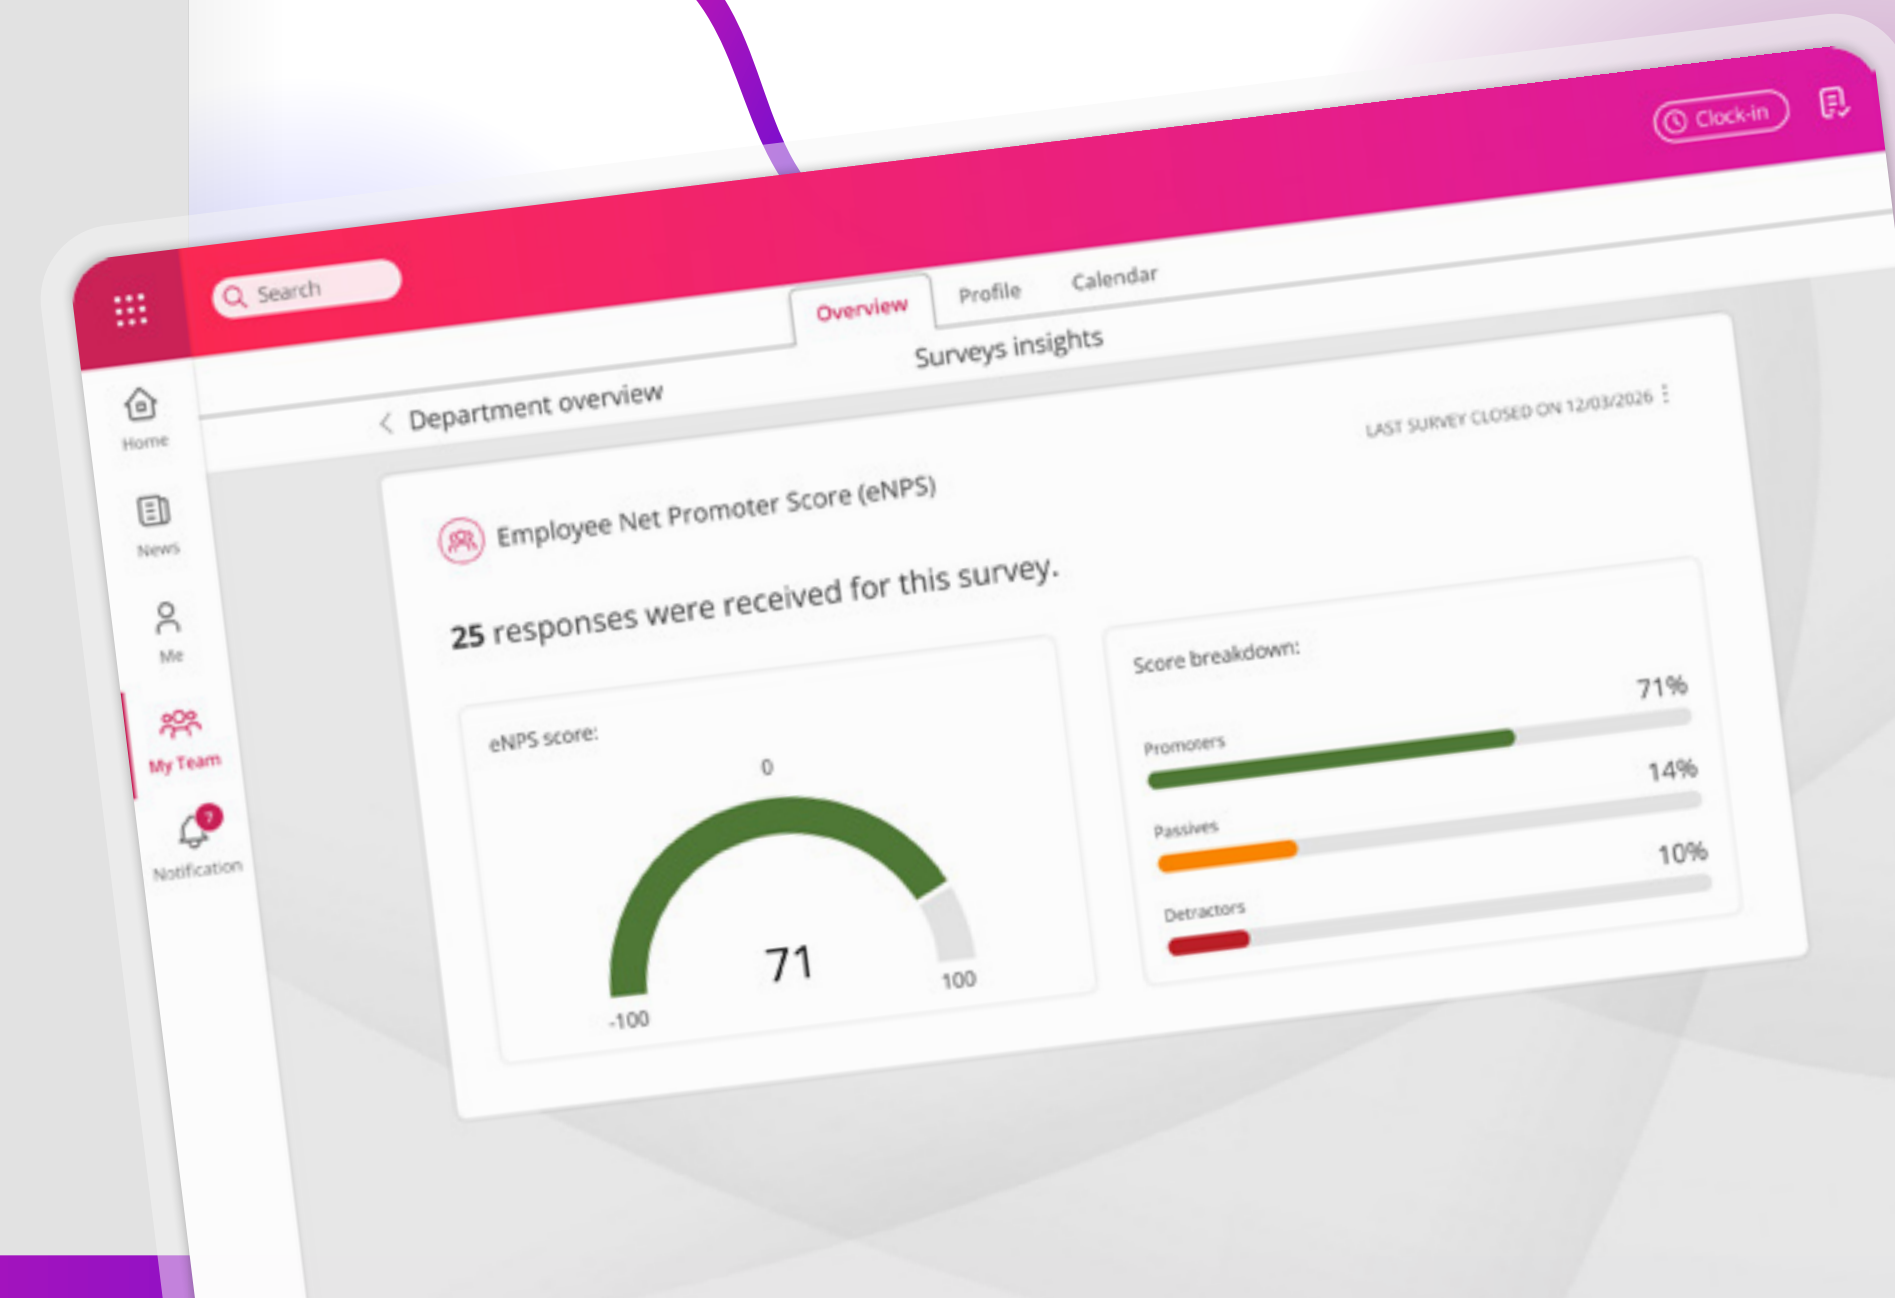 Clock-in
Search
Overview
Profile
Calendar
Department overview
Surveys insights
Home
News
Me
My Team
7
Notification
LAST SURVEY CLOSED ON 12/03/2026
Employee Net Promoter Score (eNPS)
25 responses were received for this survey.
eNPS score:
0
71
-100
100
Score breakdown:
71%
Promoters
14%
Passives
10%
Detractors